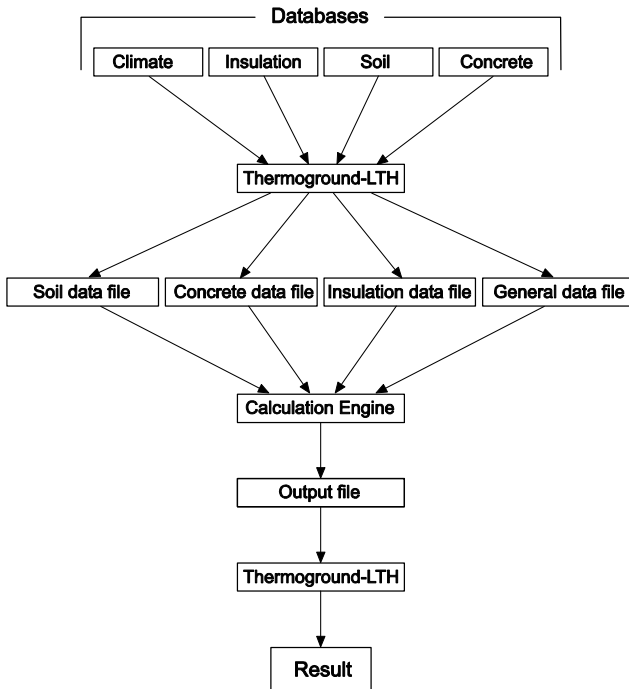 Databases
Climate
Insulation
Soil
Concrete
Thermoground-LTH
Soil data file
Concrete data file
Insulation data file
General data file
Calculation Engine
Output file
Thermoground-LTH
Result